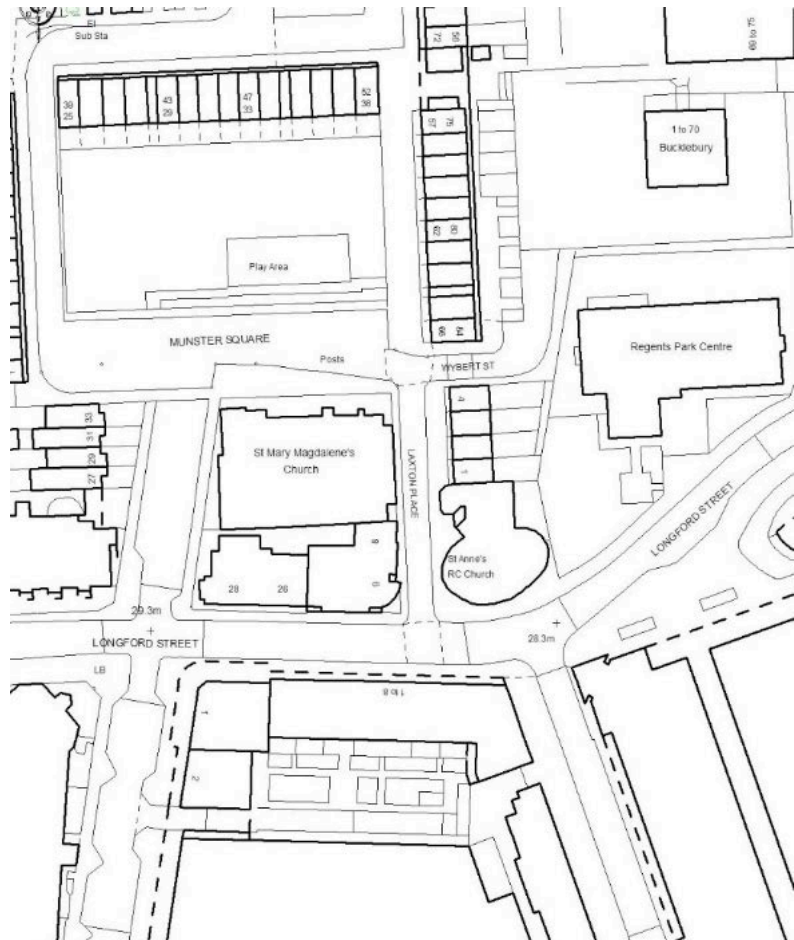 El
Sub Sta
72
58
69 to 75
39
25
43
29
47
33
52
38
57
75
1 to 70
Bucklebury
62
80
Play Area
MUNSTER SQUARE
Posts
66
84
WYBERT ST
Regents Park Centre
33
31
29
27
4
1
St Mary Magdalene's
Church
LAXTON PLACE
LONGFORD STREET
St Anne's
RC Church
28
26
9
6
29.3m
LONGFORD STREET
28.3m
LB
1 to 8
1
2